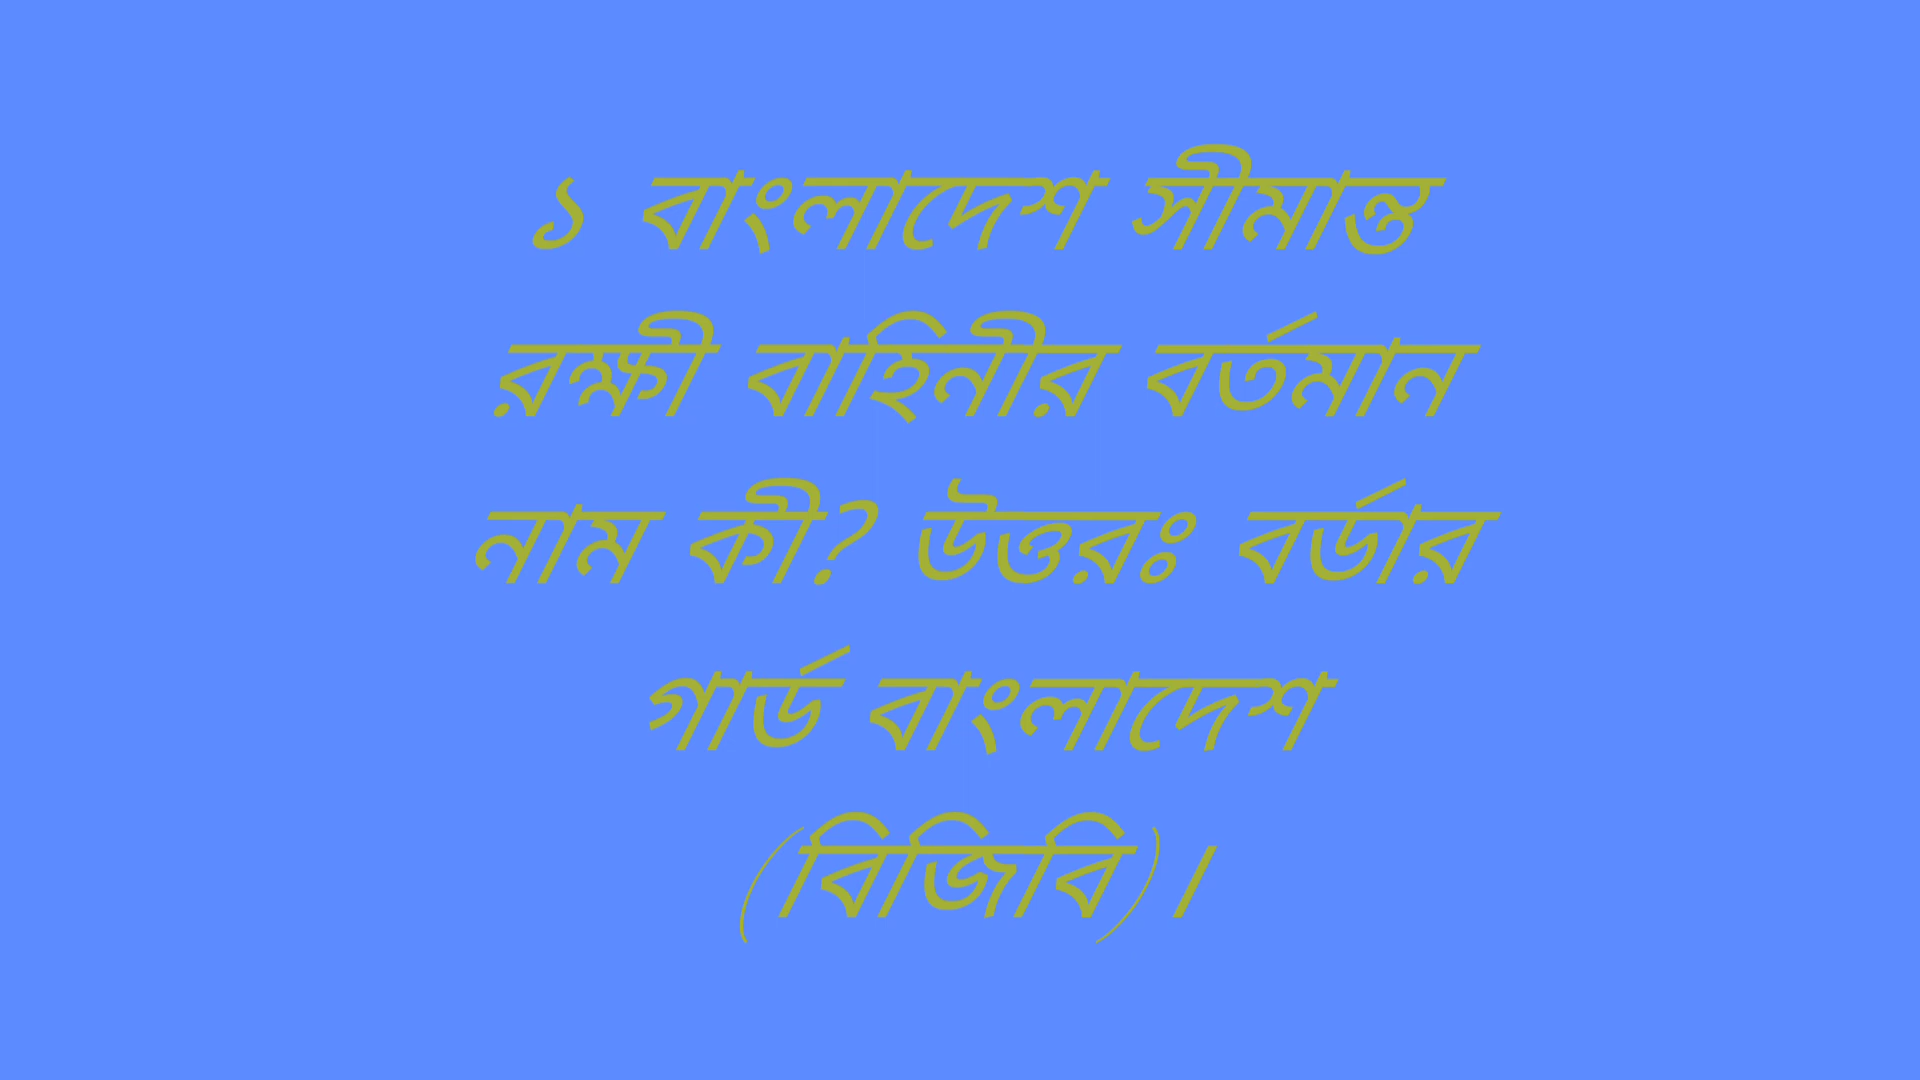 ১ বাংলাদেশ সীমান্ত
রক্ষী বাহিনীর বর্তমান
নাম কী? উত্তরঃ বর্ডার
গার্ড বাংলাদেশ
(বিজিবি)।